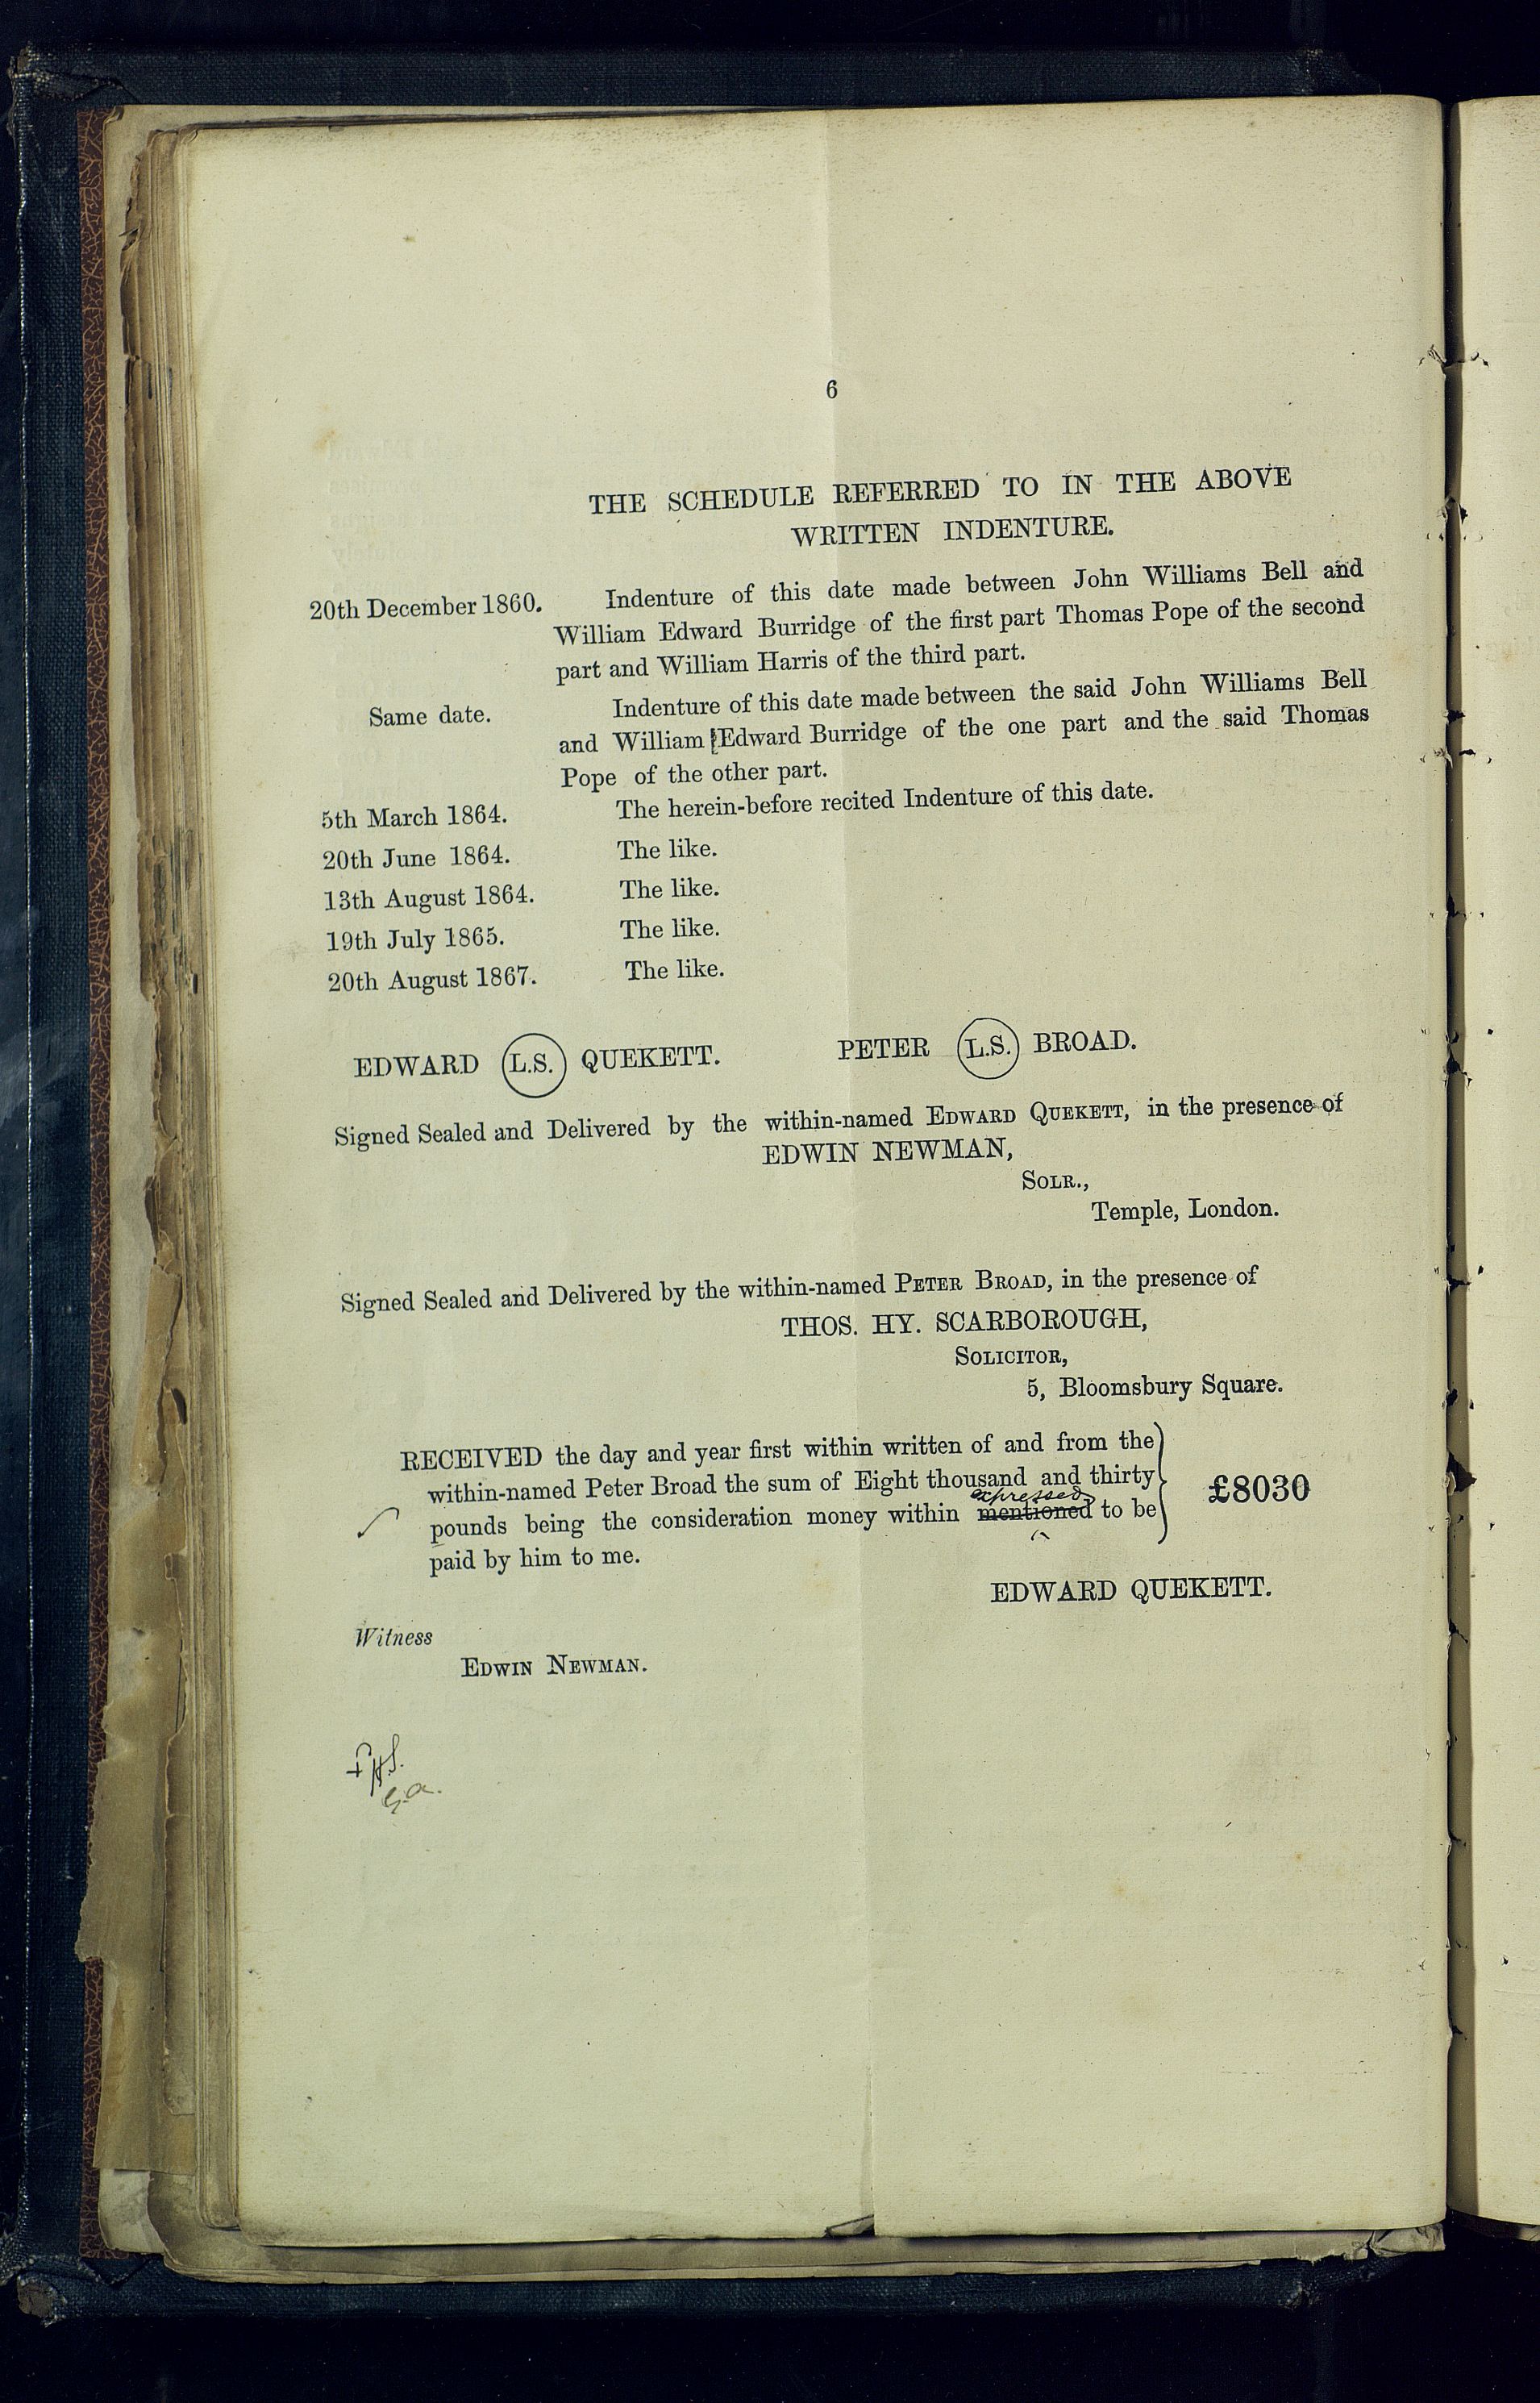 6
THE SCHEDULE REFERRED TO IN THE ABOVE
WRITTEN INDENTURE.
20th December 1860. Indenture of this date made between John Williams Bell and
William Edward Burridge of the first part Thomas Pope of the second
part and William Harris of the third part.
Same date. Indenture of this date made between the said John Williams Bell
and William Edward Burridge of the one part and the said Thomas
Pope of the other part.
5th March 1864. The herein-before recited Indenture of this date.
20th June 1864. The like.
13th August 1864. The like.
19th July 1865. The like.
20th August 1867. The like.
EDWARD L.S. QUEKETT. PETER L.S. BROAD.
Signed Sealed and Delivered by the within-named EDWARD QUEKETT, in the presence of
EDWIN NEWMAN,
SOLR.,
Temple, London.
Signed Sealed and Delivered by the within-named PETER BROAD, in the presence of
THOS. HY. SCARBOROUGH,
SOLICITOR,
5, Bloomsbury Square.
RECEIVED the day and year first within written of and from the
within-named Peter Broad the sum of Eight thousand and thirty
£8030
expressed
pounds being the consideration money within mentioned to be
paid by him to me.
EDWARD QUEKETT.
Witness
EDWIN NEWMAN.